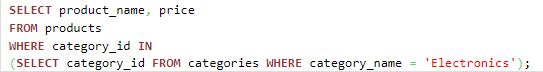 SELECT product_name, price
FROM products
WHERE category_id IN
(SELECT category_id FROM categories WHERE category_name = 'Electronics');